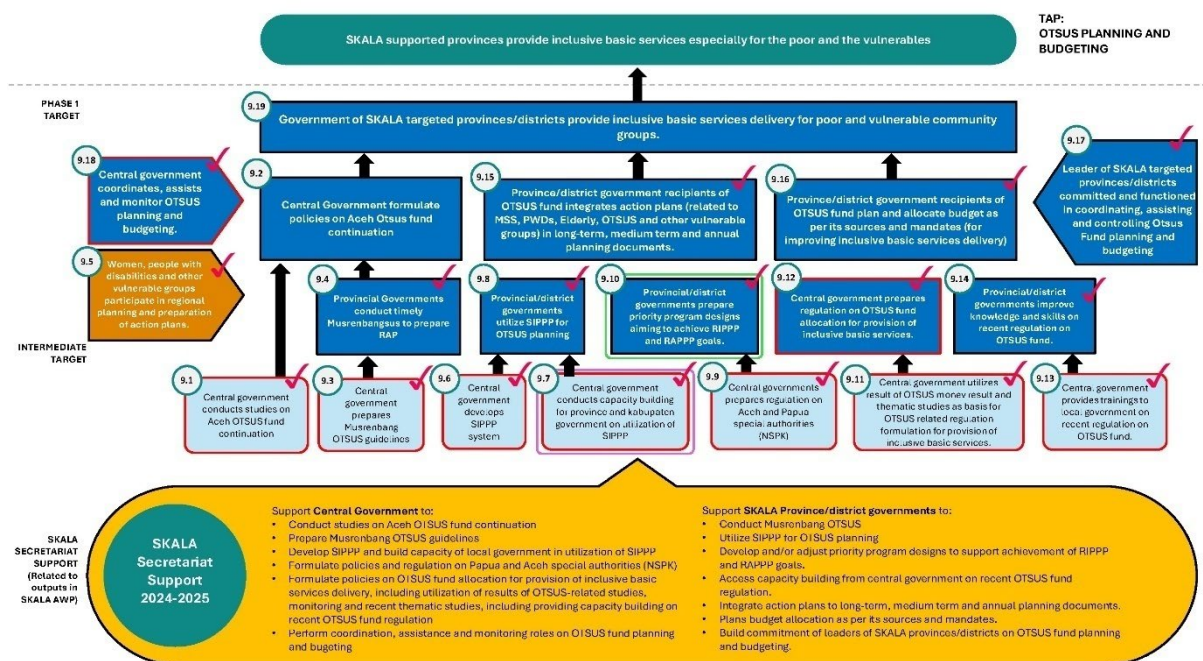 SKALA supported provinces provide inclusive basic services especially for the poor and the vulnerables
TAP:
OTSUS PLANNING AND
BUDGETING
PHASE 1
TARGET
9.19
Government of SKALA targeted provinces/districts provide inclusive basic services delivery for poor and vulnerable community
groups.
9.18
Central government
coordinates, assists
and monitor OTSUS
planning and
budgeting.
9.2
Central Government formulate
policies on Aceh Otsus fund
continuation
9.15
Province/district government recipients of
OTSUS fund integrates action plans (related to
MSS, PWDs, Elderly, OTSUS and other vulnerable
groups) in long-term, medium term and annual
planning documents.
9.16
Province/district government recipients of
OTSUS fund plan and allocate budget as
per its sources and mandates (for
improving inclusive basic services delivery)
9.17
Leader of SKALA targeted
provinces/districts
committed and functioned
in coordinating, assisting
and controlling Otsus
Fund planning and
budgeting
9.5
Women, people with
disabilities and other
vulnerable groups
participate in regional
planning and preparation
of action plans.
9.4
Provincial Governments
conduct timely
Musrenbangsus to prepare
RAP
9.8
Provincial/district
governments
utilize SIPPP for
OTSUS planning
9.10
Provincial/district
governments prepare
priority program designs
aiming to achieve RIPPP
and RAPPP goals.
9.12
Central government prepares
regulation on OTSUS fund
allocation for provision of
inclusive basic services.
9.14
Provincial/district
governments improve
knowledge and skills on
recent regulation on
OTSUS fund.
INTERMEDIATE
TARGET
9.1
Central government
conducts studies on
Aceh OTSUS fund
continuation
9.3
Central
government
prepares
Musrenbang
OTSUS guidelines
9.6
Central
government
develops
SIPPP
system
9.7
Central government
conducts capacity building
for province and kabupaten
government on utilization of
SIPPP
9.9
Central governments
prepares regulation on
Aceh and Papua
special authorities
(NSPK)
9.11
Central government utilizes
result of OTSUS money result and
thematic studies as basis for
OTSUS related regulation
formulation for provision of
inclusive basic services.
9.13
Central government
provides trainings to
local government on
recent regulation on
OTSUS fund.
SKALA
SECRETARIAT
SUPPORT
(Related to
outputs in
SKALA AWP)
SKALA
Secretariat
Support
2024-2025
Support Central Government to:
• Conduct studies on Aceh OISUS fund continuation
• Prepare Musrenbang OTSUS guidelines
• Develop SIPPP and build capacity of local government in utilization of SIPPP
• Formulate policies and regulation on Papua and Aceh special authorities (NSPK)
• Formulate policies on OISUS fund allocation for provision of inclusive basic
services delivery, including utilization of results of OTSUS-related studies,
monitoring and recent thematic studies, including providing capacity building on
recent OTSUS fund regulation
• Perform coordination, assistance and monitoring roles on OISUS fund planning
and bugeting
Support SKALA Province/district governments to:
• Conduct Musrenbang OTSUS
• Utilize SIPPP for OISUS planning
• Develop and/or adjust priority program designs to support achievement of RIPPP
and RAPPP goals.
• Access capacity building from central government on recent OTSUS fund
regulation.
• Integrate action plans to long-term, medium term and annual planning documents.
• Plans budget allocation as per its sources and mandates.
• Build commitment of leaders of SKALA provinces/districts on OTSUS fund planning
and budgeting.